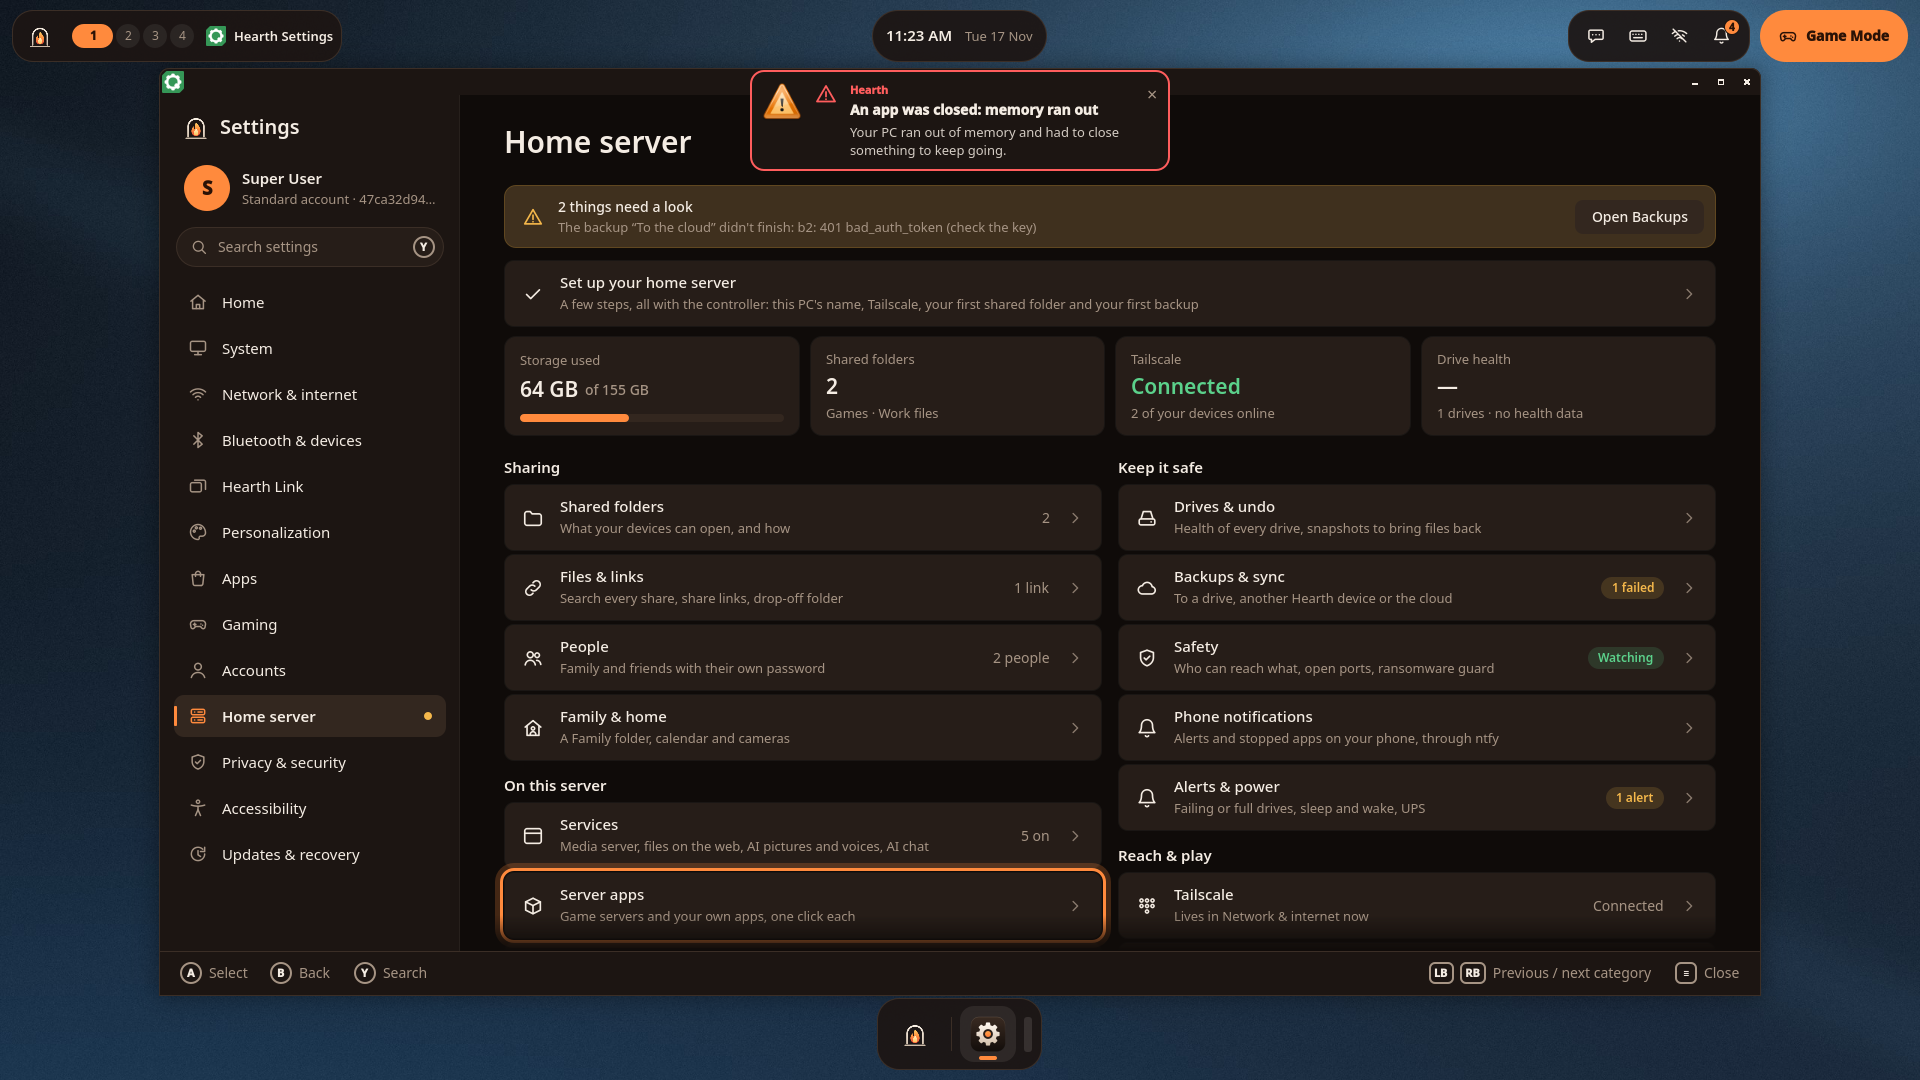 1 2 3 4 Hearth Settings
11:23 AM Tue 17 Nov
4
Game Mode
Hearth
An app was closed: memory ran out
Your PC ran out of memory and had to close
something to keep going.
Settings
S
Super User
Standard account · 47ca32d94...
Search settings Y
Home
System
Network & internet
Bluetooth & devices
Hearth Link
Personalization
Apps
Gaming
Accounts
Home server
Privacy & security
Accessibility
Updates & recovery
Home server
2 things need a look
The backup “To the cloud” didn't finish: b2: 401 bad_auth_token (check the key)
Open Backups
Set up your home server
A few steps, all with the controller: this PC's name, Tailscale, your first shared folder and your first backup
Storage used
64 GB of 155 GB
Shared folders
2
Games · Work files
Tailscale
Connected
2 of your devices online
Drive health
—
1 drives · no health data
Sharing
Shared folders
What your devices can open, and how
2
Files & links
Search every share, share links, drop-off folder
1 link
People
Family and friends with their own password
2 people
Family & home
A Family folder, calendar and cameras
On this server
Services
Media server, files on the web, AI pictures and voices, AI chat
5 on
Server apps
Game servers and your own apps, one click each
Keep it safe
Drives & undo
Health of every drive, snapshots to bring files back
Backups & sync
To a drive, another Hearth device or the cloud
1 failed
Safety
Who can reach what, open ports, ransomware guard
Watching
Phone notifications
Alerts and stopped apps on your phone, through ntfy
Alerts & power
Failing or full drives, sleep and wake, UPS
1 alert
Reach & play
Tailscale
Lives in Network & internet now
Connected
A Select B Back Y Search
LB RB Previous / next category Close